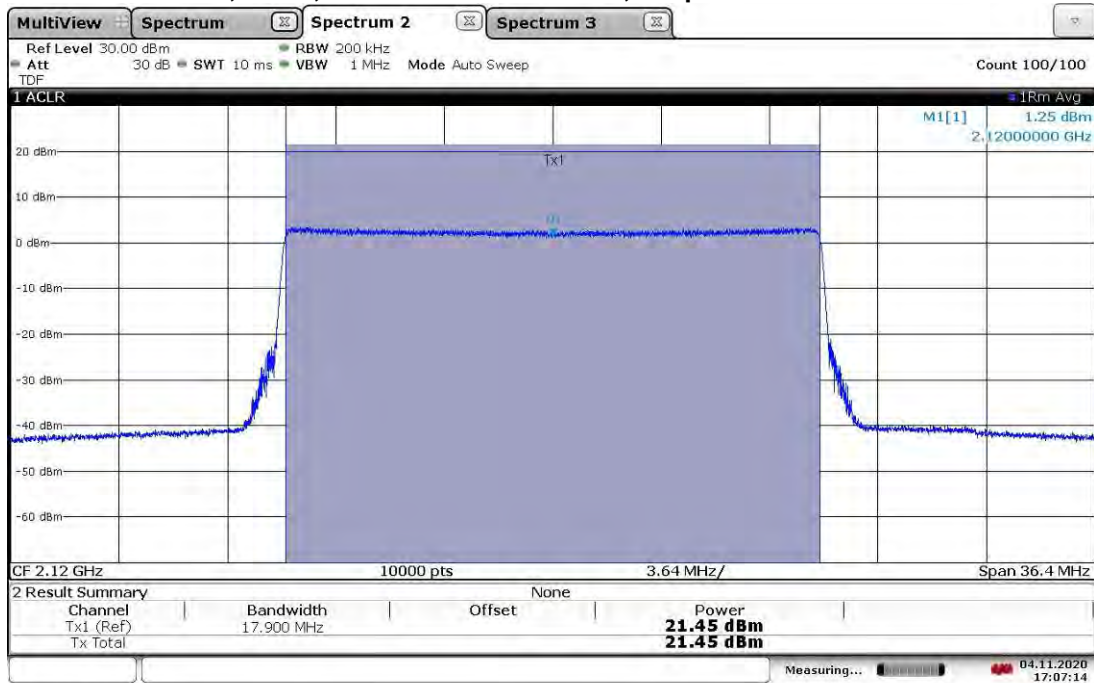 MultiView Spectrum Spectrum 2 Spectrum 3
Ref Level 30.00 dBm RBW 200 kHz
Att 30 dB SWT 10 ms VBW 1 MHz Mode Auto Sweep Count 100/100
TDF
1 ACLR 1Rm Avg
M1[1] 1.25 dBm
2.12000000 GHz
20 dBm
Tx1
10 dBm
M1
0 dBm
-10 dBm
-20 dBm
-30 dBm
-40 dBm
-50 dBm
-60 dBm
CF 2.12 GHz 10000 pts 3.64 MHz/ Span 36.4 MHz
2 Result Summary None
Channel Bandwidth Offset Power
Tx1 (Ref) 17.900 MHz 21.45 dBm
Tx Total 21.45 dBm
Measuring... 04.11.2020
17:07:14